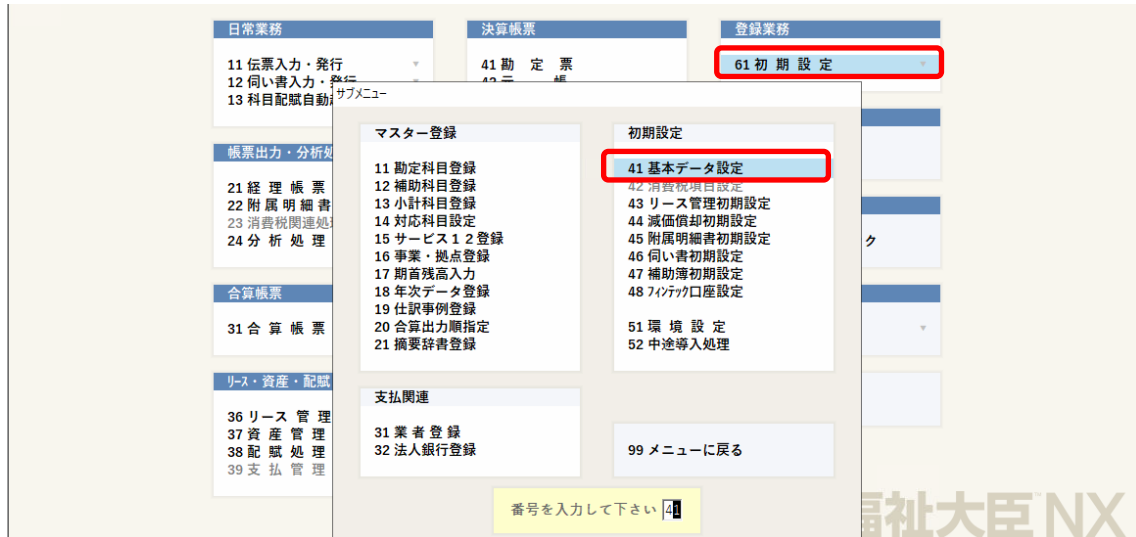 日常業務
11 伝票入力・発行
12 伺い書入力・発行
13 科目配賦自動
帳票出力・分析処
21 経 理 帳 票
22 附属明細書
23 消費税関連処
24 分 析 処 理
合算帳票
31 合 算 帳 票
リース・資産・配賦
36 リース 管 理
37 資 産 管 理
38 配 賦 処 理
39 支 払 管 理
決算帳票
41 勘 定 票
登録業務
61 初 期 設 定
ク
サブメニュー
マスター登録
11 勘定科目登録
12 補助科目登録
13 小計科目登録
14 対応科目設定
15 サービス12登録
16 事業・拠点登録
17 期首残高入力
18 年次データ登録
19 仕訳事例登録
20 合算出力順指定
21 摘要辞書登録
支払関連
31 業 者 登 録
32 法人銀行登録
初期設定
41 基本データ設定
42 消費税項目設定
43 リース管理初期設定
44 減価償却初期設定
45 附属明細書初期設定
46 伺い書初期設定
47 補助簿初期設定
48 フィンテック口座設定
51 環 境 設 定
52 中途導入処理
99 メニューに戻る
番号を入力して下さい 41
福祉大臣NX